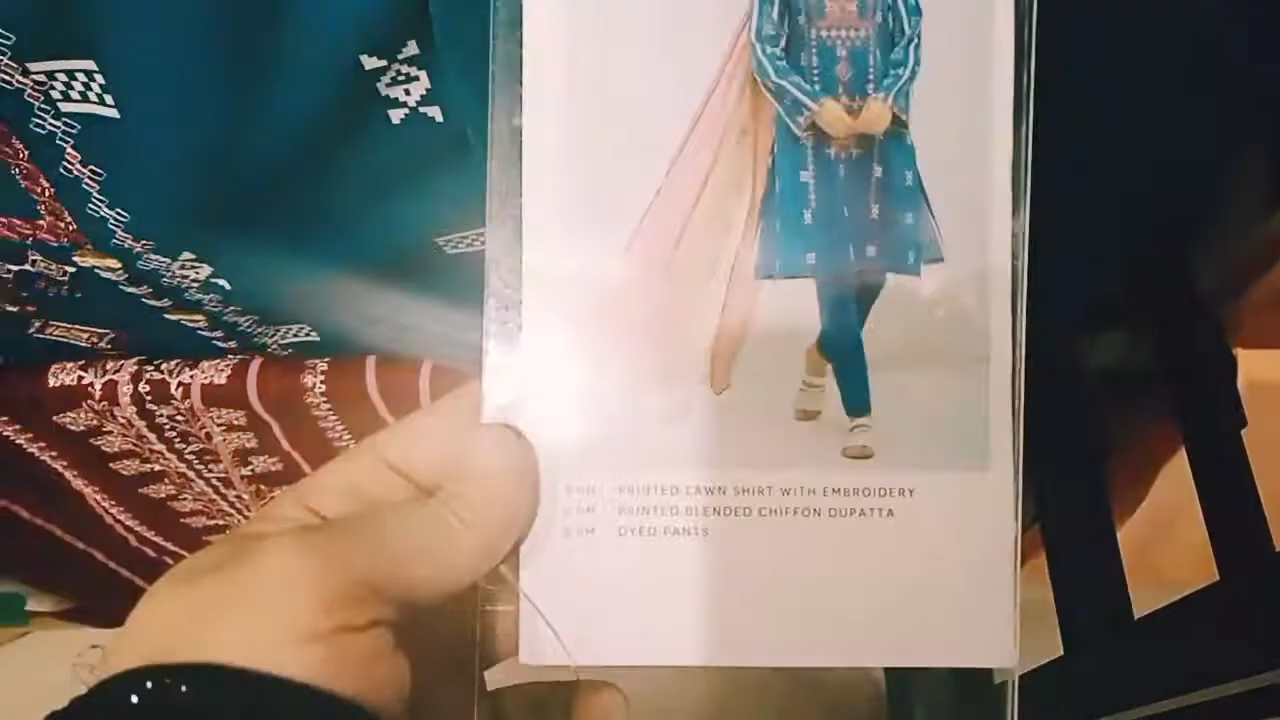 PRINTED LAWN SHIRT WITH EMBROIDERY
PRINTED BLENDED CHIFFON DUPATTA
DYED PANTS